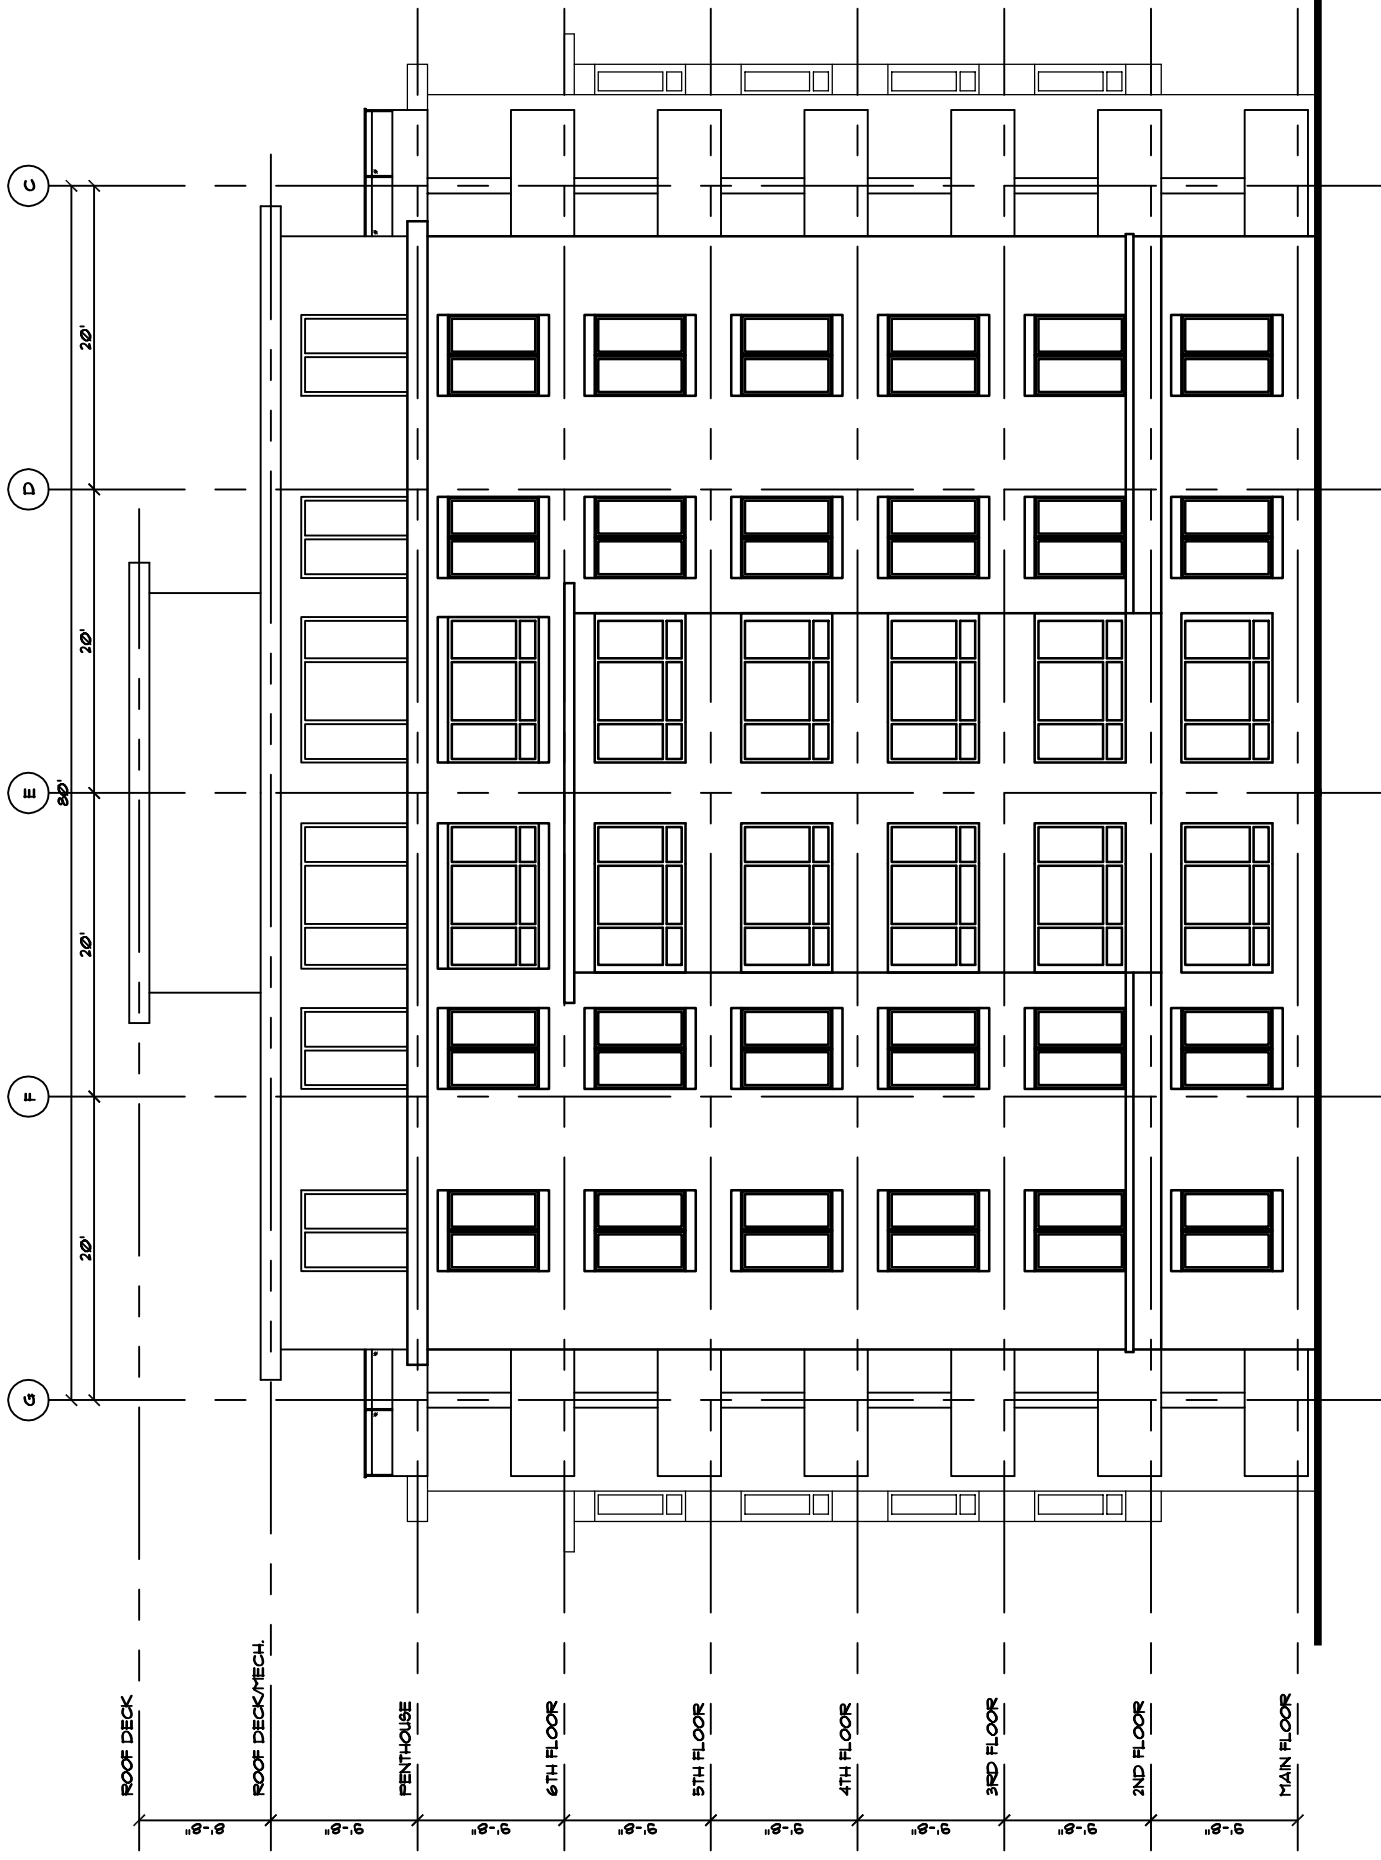 G
F
E
D
C
80'
20'
20'
20'
20'
ROOF DECK
8'-8"
ROOF DECK/MECH.
9'-8"
PENTHOUSE
9'-8"
6TH FLOOR
9'-8"
5TH FLOOR
9'-8"
4TH FLOOR
9'-8"
3RD FLOOR
9'-8"
2ND FLOOR
9'-8"
MAIN FLOOR